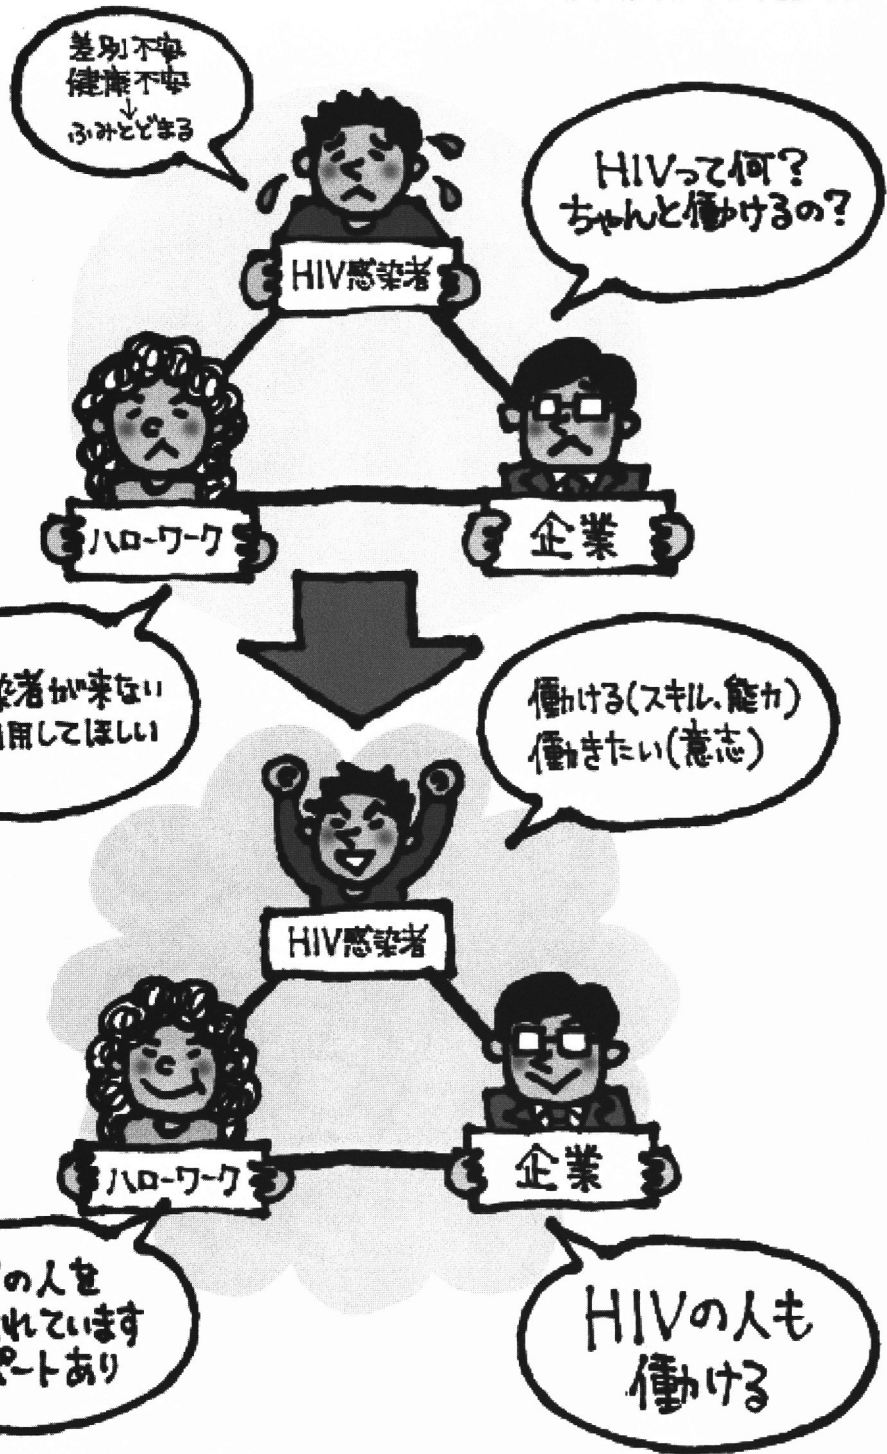 差別不安
健康不安
↓
ふみとどまる
HIVって何?
ちゃんと働けるの?
HIV感染者
ハローワーク
企業
染者が来ない
用してほしい
働ける(スキル、能力)
働きたい(意志)
HIV感染者
ハローワーク
企業
の人を
れています
ポートあり
HIVの人も
働ける